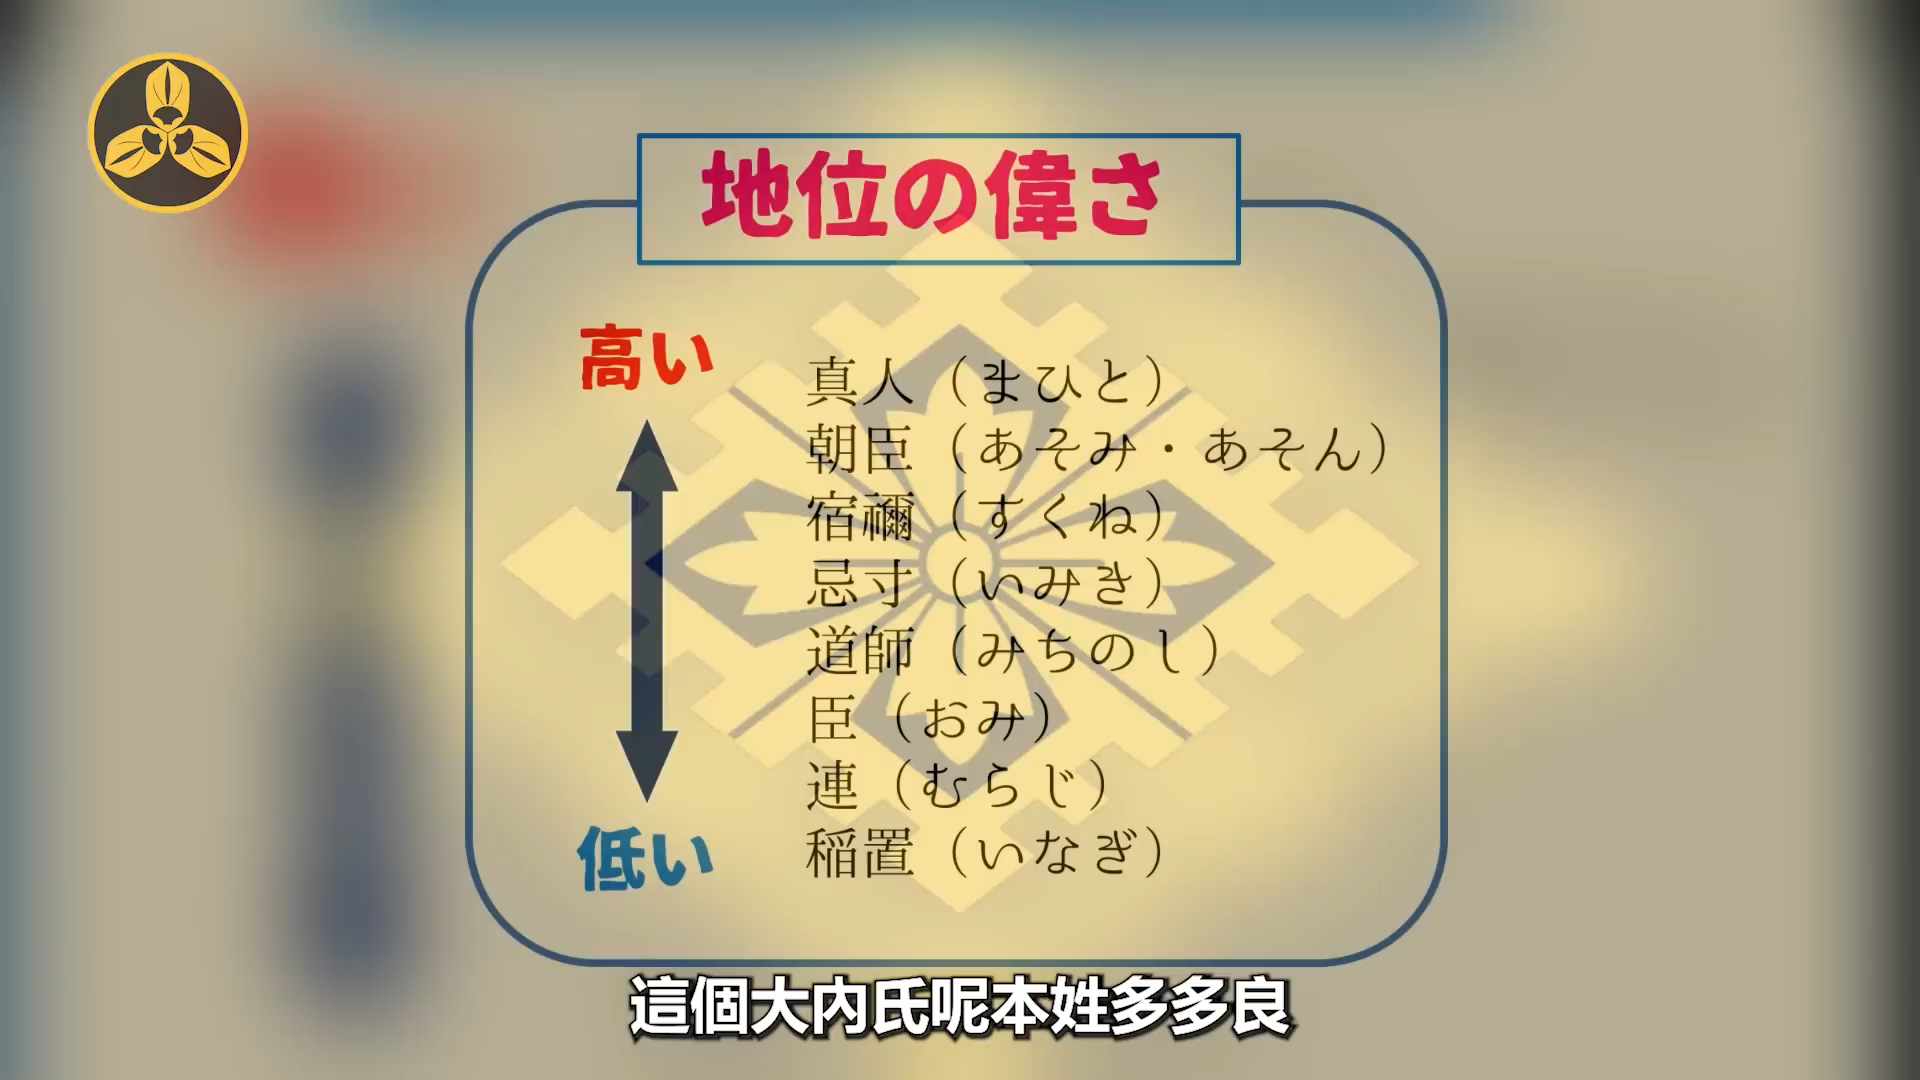 地位の偉さ
高い
真人（まひと）
朝臣（あそみ・あそん）
宿禰（すくね）
忌寸（いみき）
道師（みちのし）
臣（おみ）
連（むらじ）
稲置（いなぎ）
低い
這個大內氏呢本姓多多良